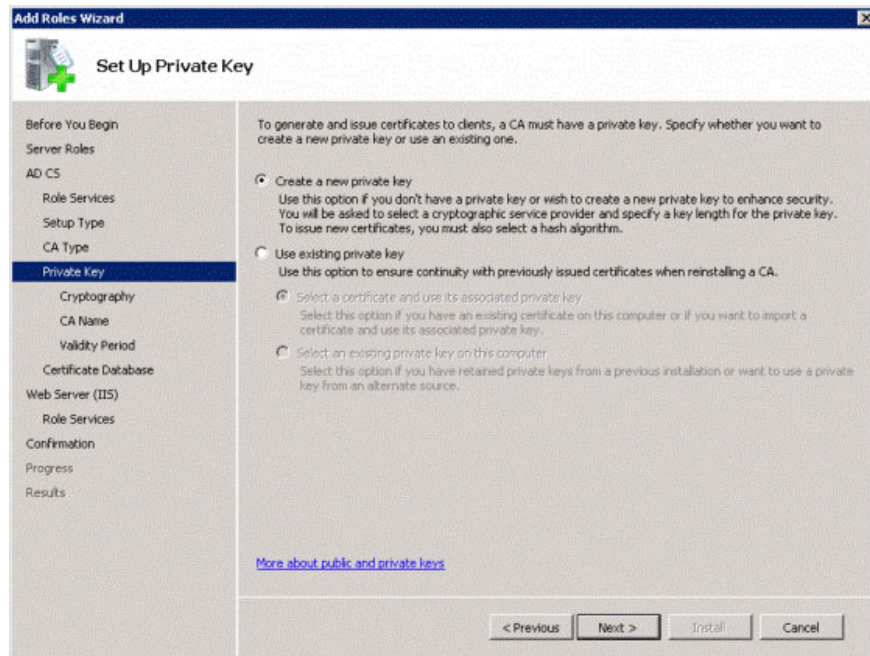 Add Roles Wizard
Set Up Private Key
Before You Begin
Server Roles
AD CS
Role Services
Setup Type
CA Type
Private Key
Cryptography
CA Name
Validity Period
Certificate Database
Web Server (IIS)
Role Services
Confirmation
Progress
Results
To generate and issue certificates to clients, a CA must have a private key. Specify whether you want to
create a new private key or use an existing one.
Create a new private key
Use this option if you don't have a private key or wish to create a new private key to enhance security.
You will be asked to select a cryptographic service provider and specify a key length for the private key.
To issue new certificates, you must also select a hash algorithm.
Use existing private key
Use this option to ensure continuity with previously issued certificates when reinstalling a CA.
Select a certificate and use its associated private key
Select this option if you have an existing certificate on this computer or if you want to import a
certificate and use its associated private key.
Select an existing private key on this computer
Select this option if you have retained private keys from a previous installation or want to use a private
key from an alternate source.
More about public and private keys
< Previous
Next >
Install
Cancel